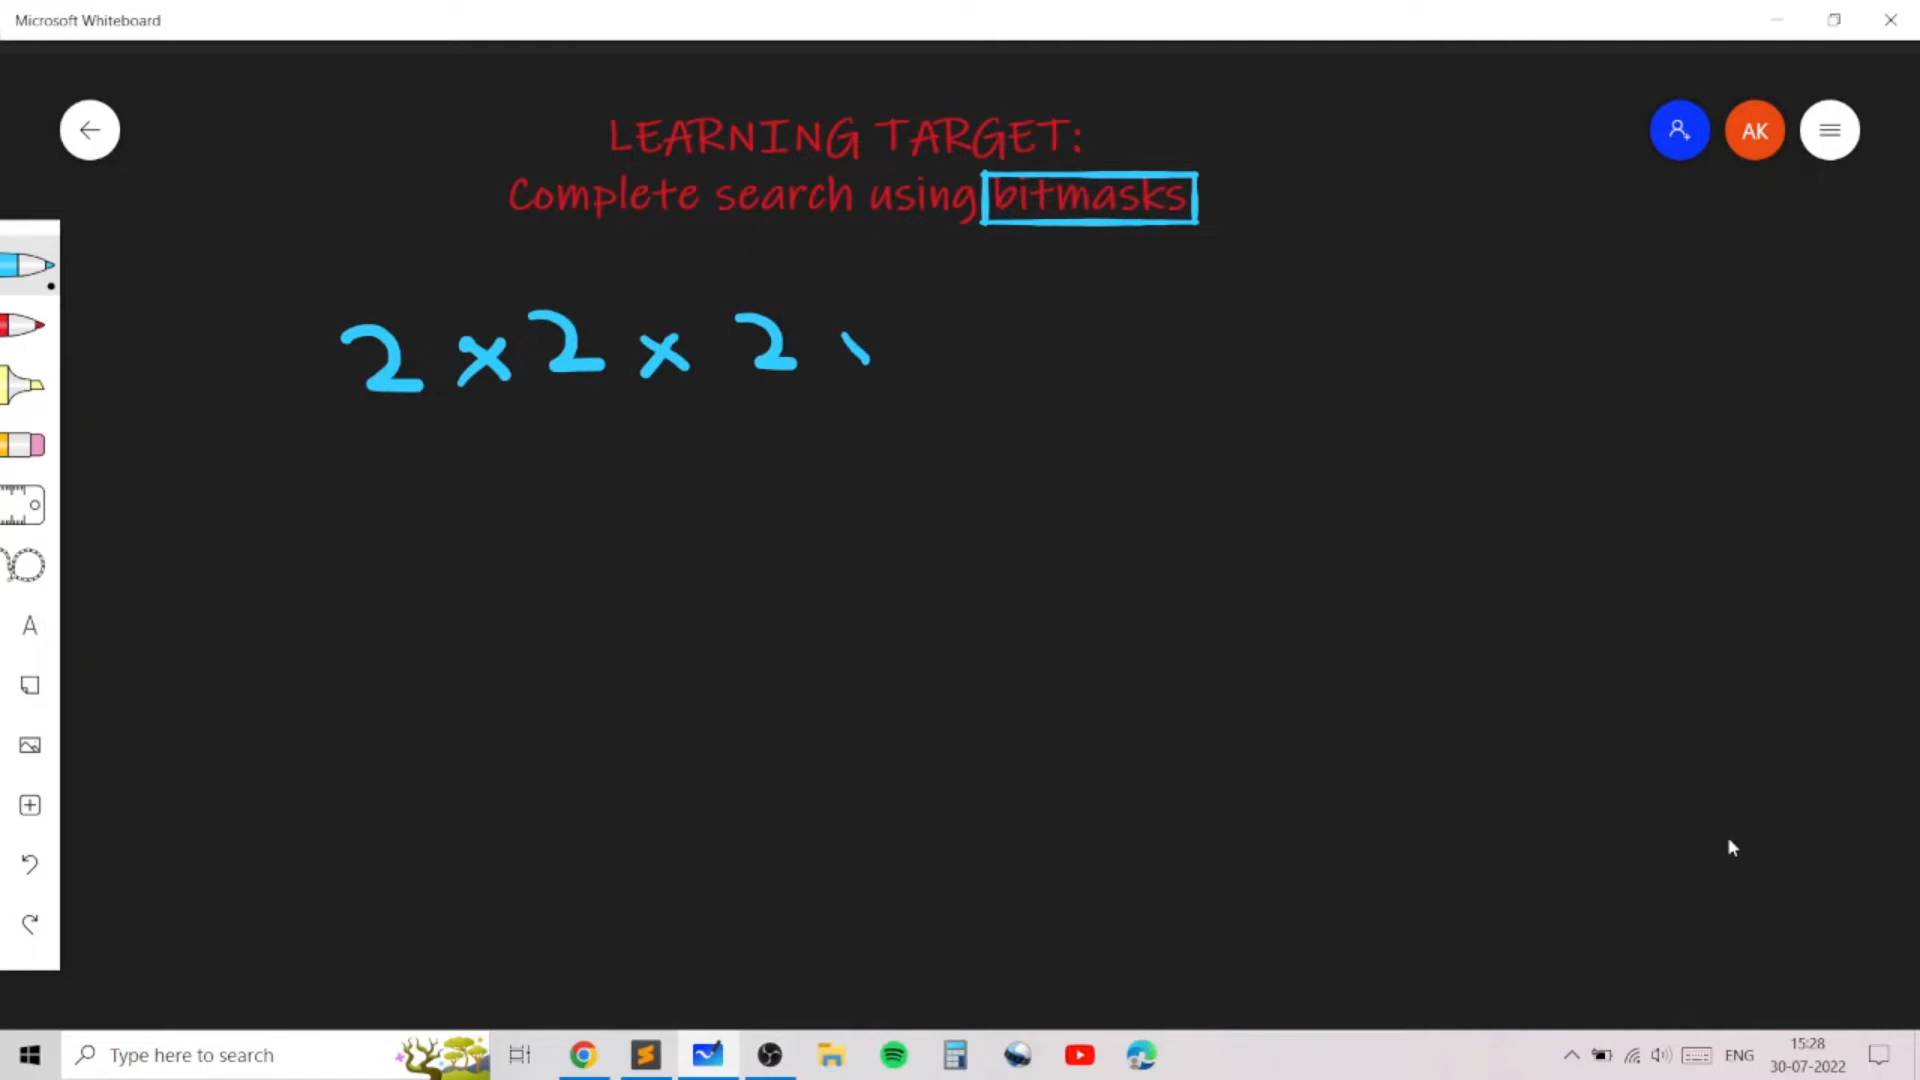 Microsoft Whiteboard
LEARNING TARGET:
Complete search using bitmasks
AK
2 × 2 × 2
A
Type here to search
ENG
15:28
30-07-2022